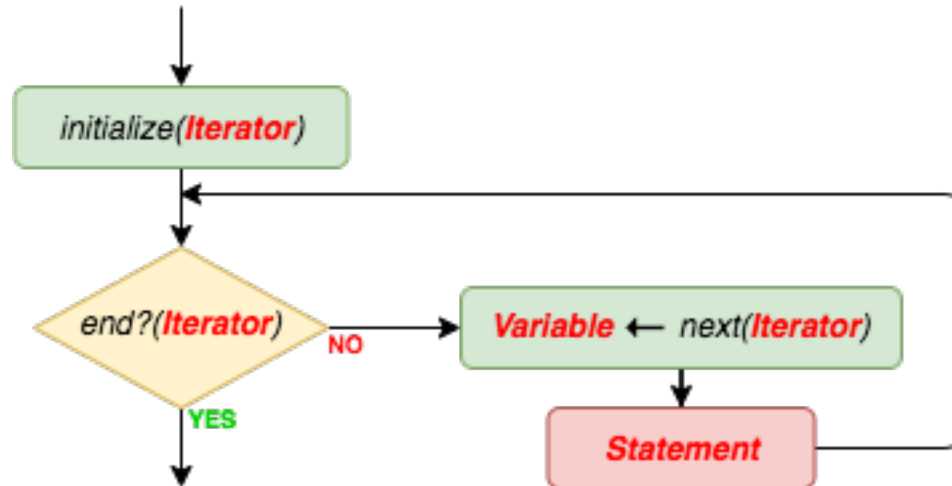 initialize(Iterator)
end?(Iterator)
NO
Variable ← next(Iterator)
YES
Statement